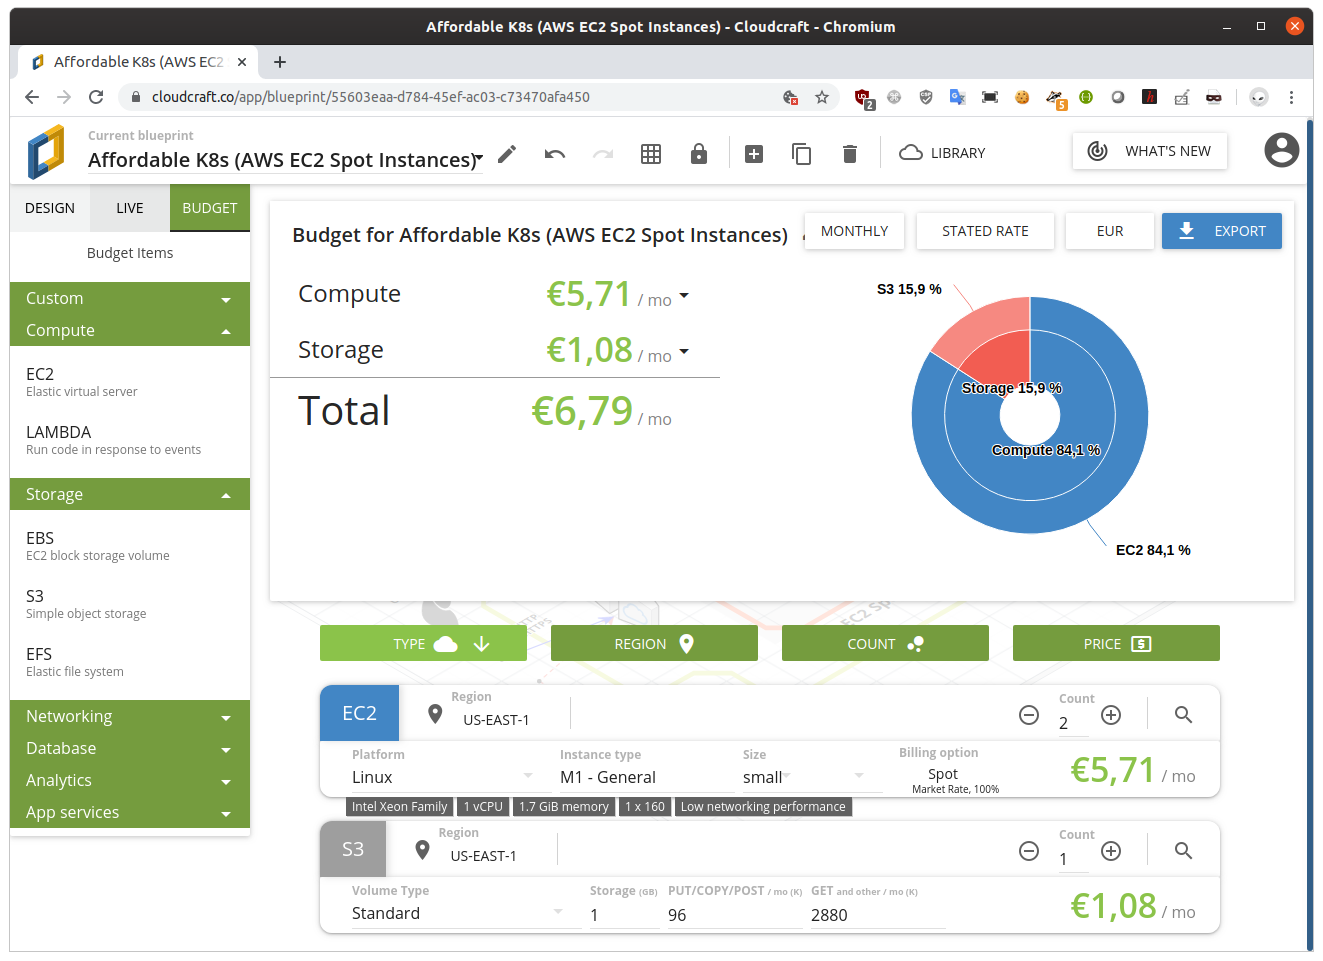 Affordable K8s (AWS EC2 Spot Instances) - Cloudcraft - Chromium
Affordable K8s (AWS EC2
cloudcraft.co/app/blueprint/55603eaa-d784-45ef-ac03-c73470afa450
2
5
Current blueprint
Affordable K8s (AWS EC2 Spot Instances)
LIBRARY
WHAT'S NEW
DESIGN LIVE BUDGET
Budget Items
Custom
Compute
EC2
Elastic virtual server
LAMBDA
Run code in response to events
Storage
EBS
EC2 block storage volume
S3
Simple object storage
EFS
Elastic file system
Networking
Database
Analytics
App services
Budget for Affordable K8s (AWS EC2 Spot Instances)
MONTHLY STATED RATE EUR EXPORT
Compute €5,71 / mo
Storage €1,08 / mo
Total €6,79 / mo
S3 15,9 %
Storage 15,9 %
Compute 84,1 %
EC2 84,1 %
TYPE REGION COUNT PRICE
EC2
Region
US-EAST-1
Count
2
Platform
Linux
Instance type
M1 - General
Size
small
Billing option
Spot
Market Rate, 100%
€5,71 / mo
Intel Xeon Family 1 vCPU 1.7 GiB memory 1 x 160 Low networking performance
S3
Region
US-EAST-1
Count
1
Volume Type
Standard
Storage (GB)
1
PUT/COPY/POST / mo (K)
96
GET and other / mo (K)
2880
€1,08 / mo